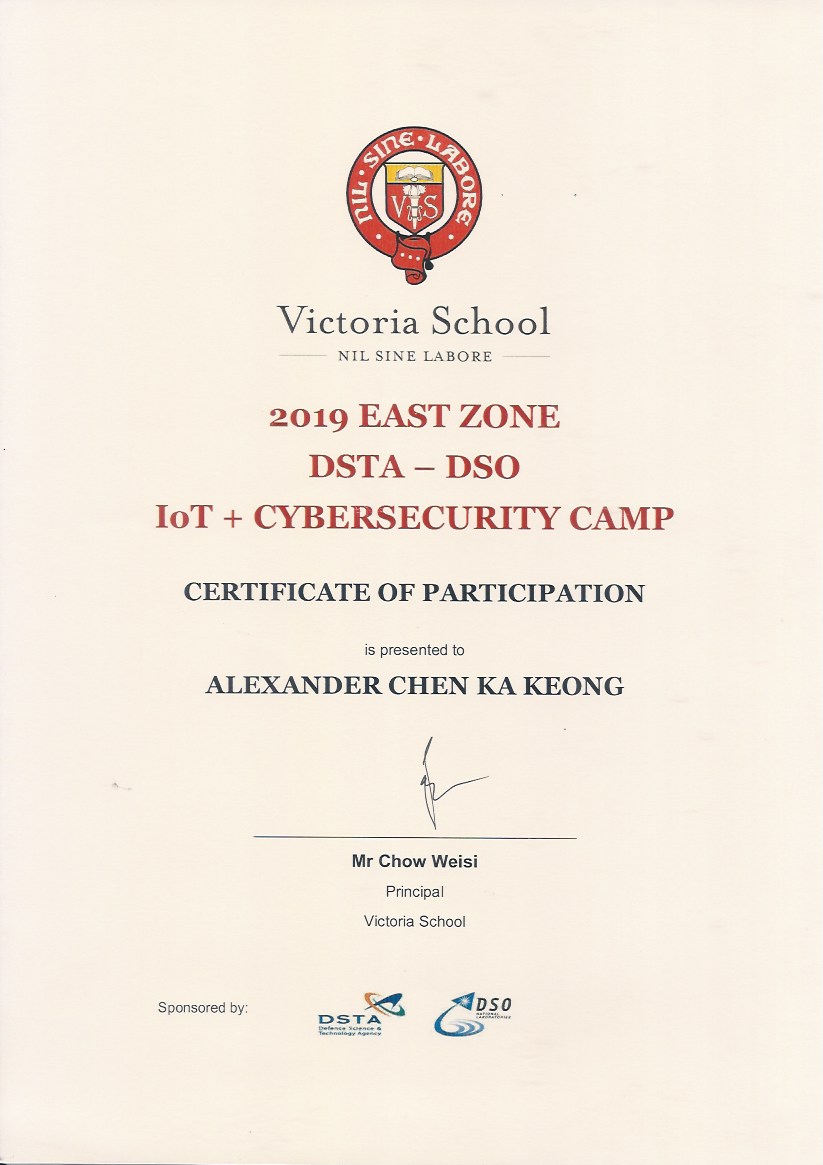 NIL · SINE · LABORE
V S
Victoria School
NIL SINE LABORE
2019 EAST ZONE
DSTA – DSO
IoT + CYBERSECURITY CAMP
CERTIFICATE OF PARTICIPATION
is presented to
ALEXANDER CHEN KA KEONG
Mr Chow Weisi
Principal
Victoria School
Sponsored by:
DSTA
Defence Science &
Technology Agency
DSO
NATIONAL
LABORATORIES